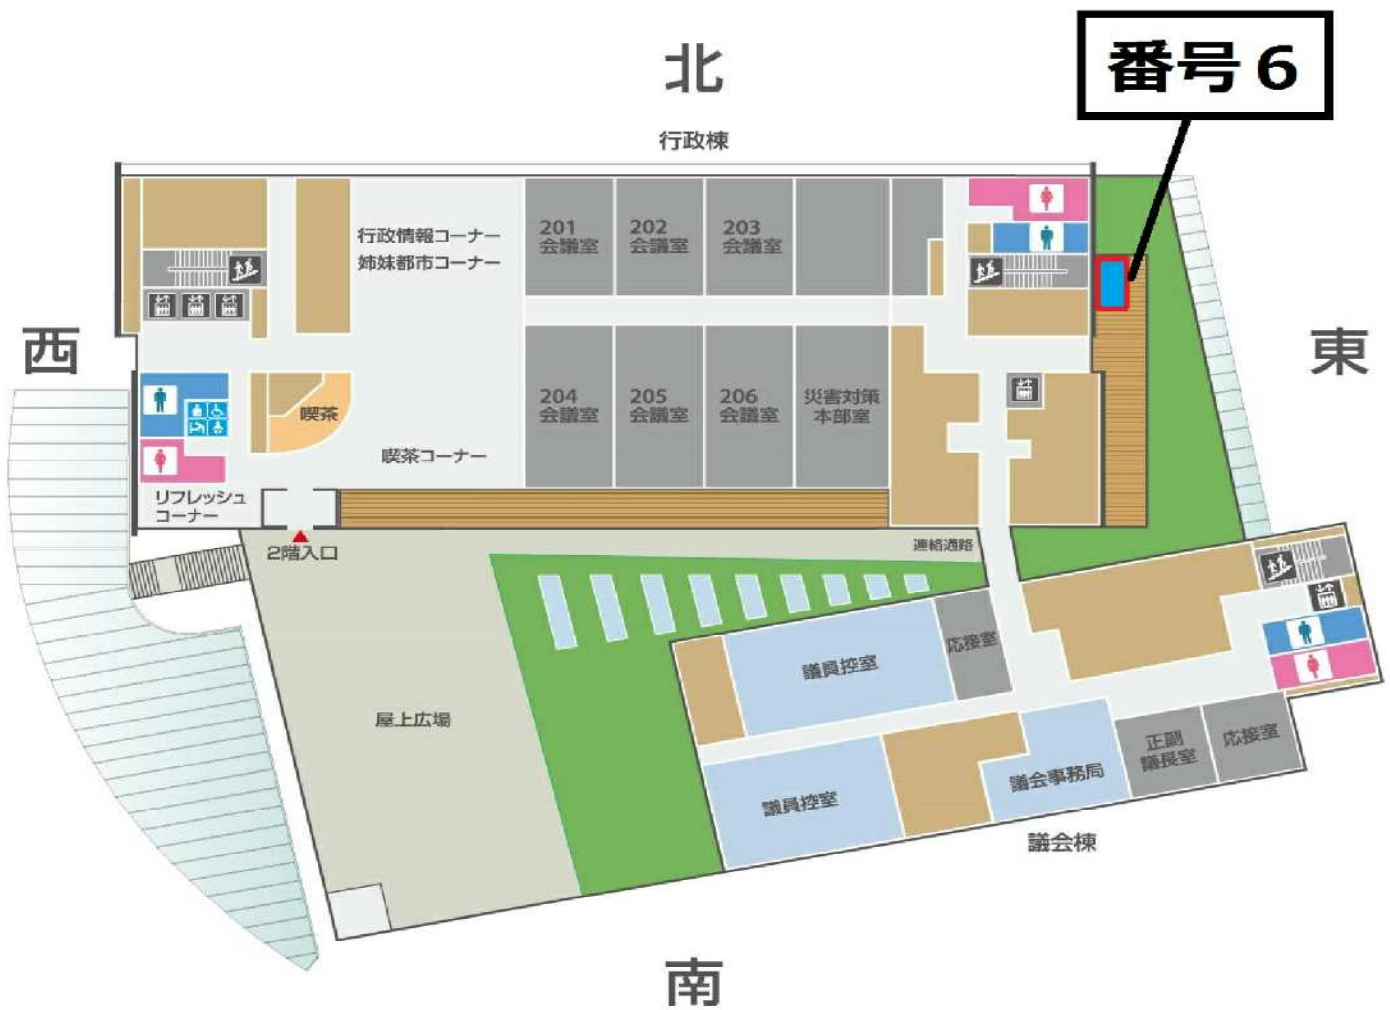 番号6
北
行政棟
行政情報コーナー
姉妹都市コーナー
201
会議室
202
会議室
203
会議室
西
東
喫茶
喫茶コーナー
204
会議室
205
会議室
206
会議室
災害対策
本部室
リフレッシュ
コーナー
2階入口
連絡通路
屋上広場
議員控室
応接室
議員控室
議会事務局
正副
議長室
応接室
議会棟
南